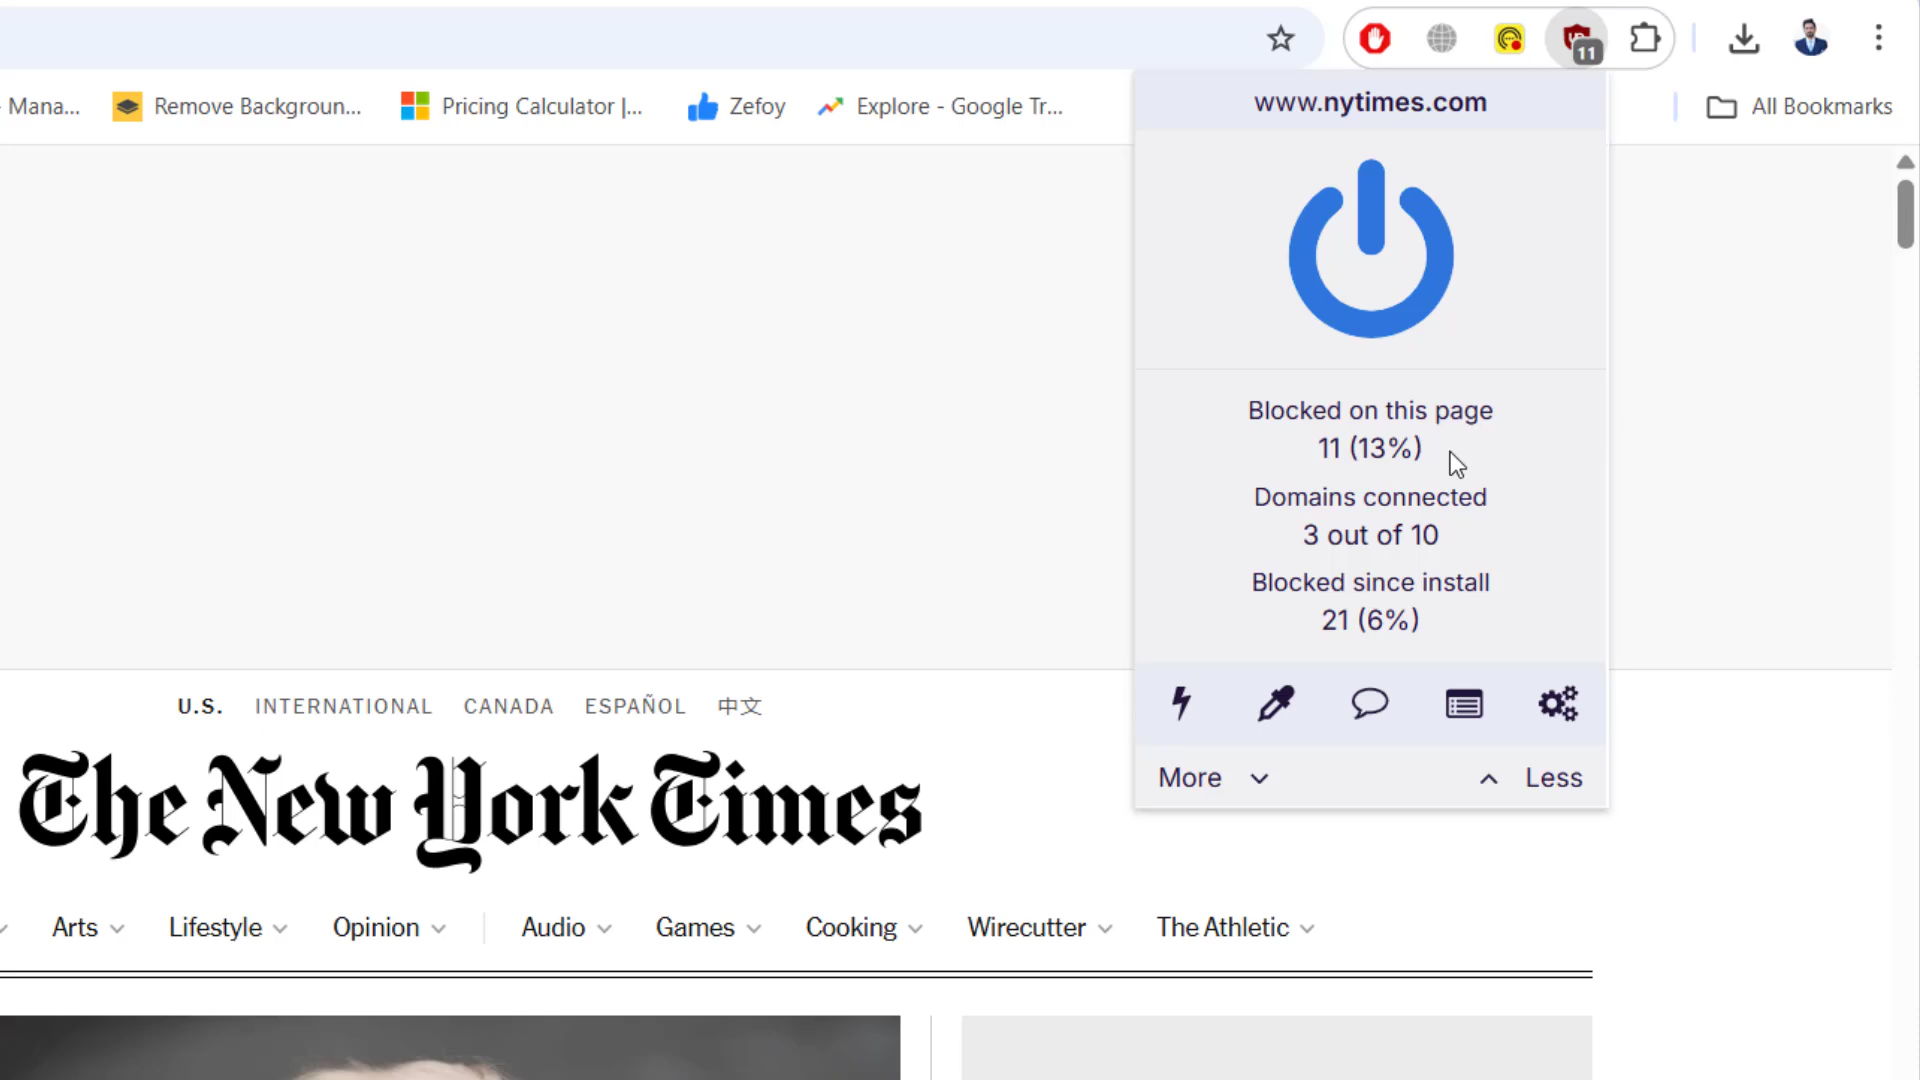 11
- Mana...
Remove Backgroun...
Pricing Calculator |...
Zefoy
Explore - Google Tr...
All Bookmarks
www.nytimes.com
Blocked on this page
11 (13%)
Domains connected
3 out of 10
Blocked since install
21 (6%)
More
Less
U.S. INTERNATIONAL CANADA ESPAÑOL 中文
The New York Times
Arts Lifestyle Opinion Audio Games Cooking Wirecutter The Athletic